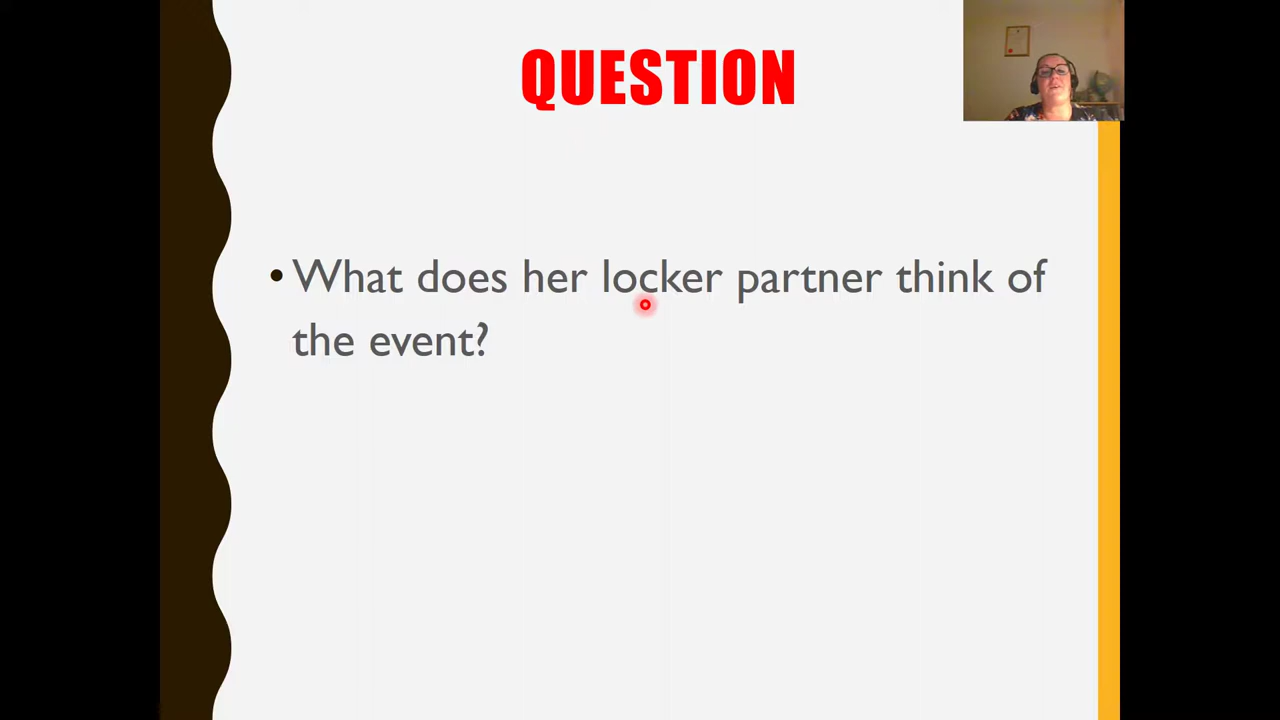 QUESTION
• What does her locker partner think of
the event?